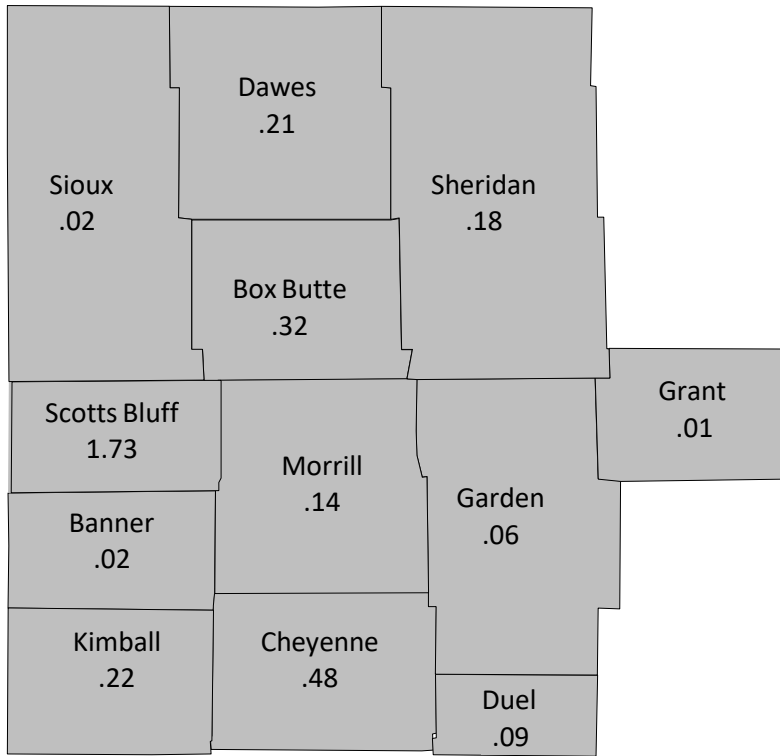 Dawes
.21
Sioux
.02
Sheridan
.18
Box Butte
.32
Grant
.01
Scotts Bluff
1.73
Morrill
.14
Garden
.06
Banner
.02
Kimball
.22
Cheyenne
.48
Duel
.09